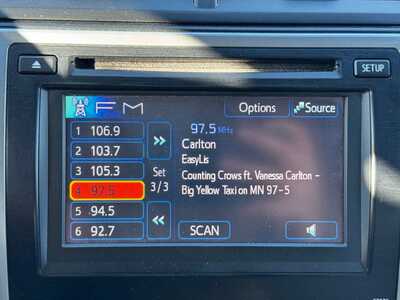 SETUP
FM
Options
Source
1 106.9
2 103.7
3 105.3
4 97.5
5 94.5
6 92.7
Set
3/3
97.5 MHz
Carlton
EasyLis
Counting Crows ft. Vanessa Carlton -
Big Yellow Taxi on MN 97-5
SCAN